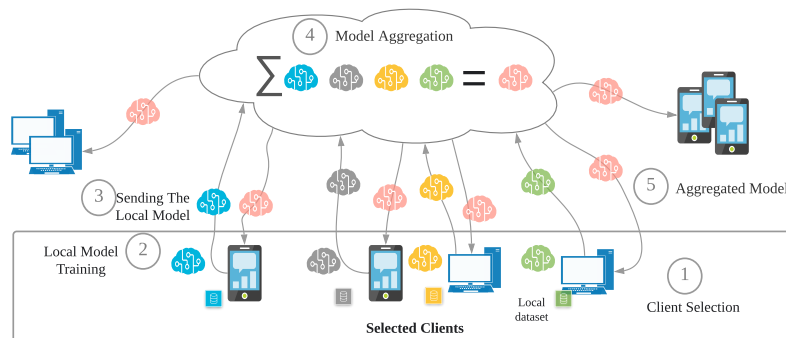 4 Model Aggregation
∑ =
3 Sending The
Local Model
5 Aggregated Model
Local Model
Training
2
1
Client Selection
Local
dataset
Selected Clients